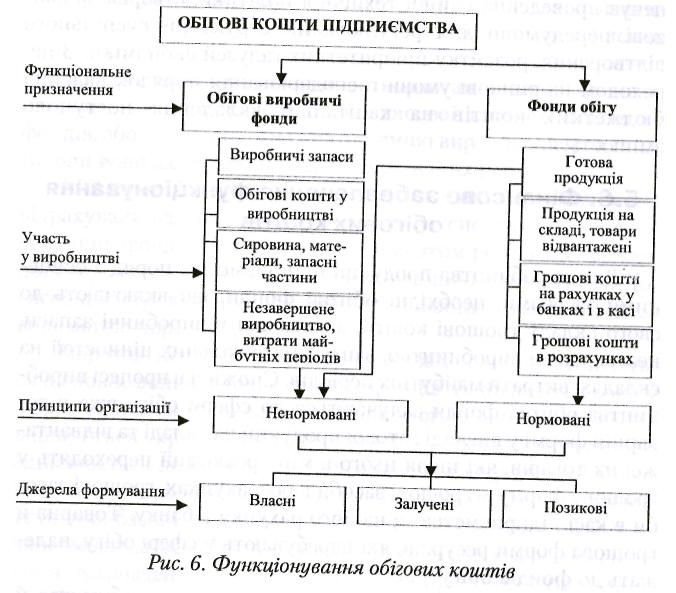 ОБІГОВІ КОШТИ ПІДПРИЄМСТВА
Функціональне
призначення
Обігові виробничі
фонди
Фонди обігу
Виробничі запаси
Готова
продукція
Обігові кошти у
виробництві
Продукція на
складі, товари
відвантажені
Участь
у виробництві
Сировина, мате-
ріали, запасні
частини
Грошові кошти
на рахунках у
банках і в касі
Незавершене
виробництво,
витрати май-
бутніх періодів
Грошові кошти
в розрахунках
Принципи організації
Ненормовані
Нормовані
Джерела формування
Власні
Залучені
Позикові
Рис. 6. Функціонування обігових коштів